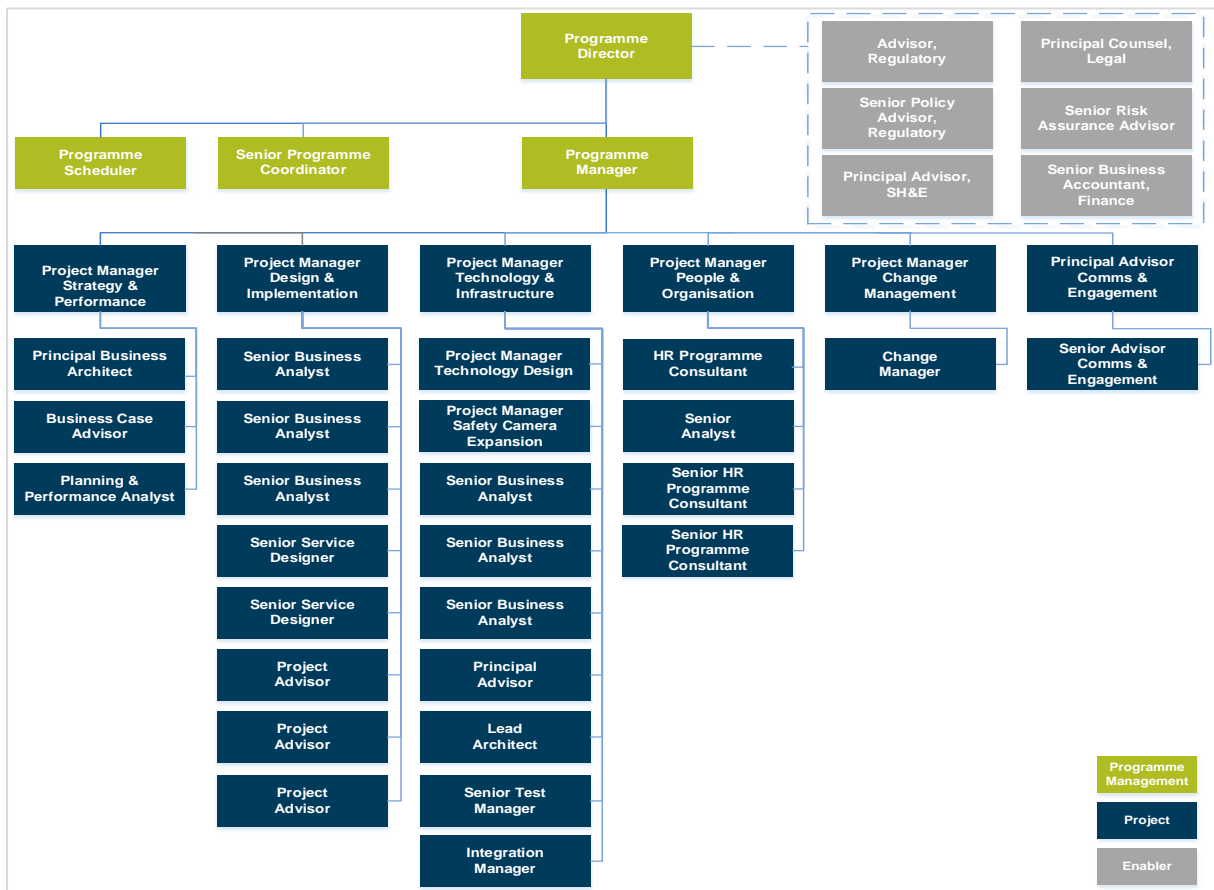 Programme
Director
Advisor,
Regulatory
Principal Counsel,
Legal
Senior Policy
Advisor,
Regulatory
Senior Risk
Assurance Advisor
Principal Advisor,
SH&E
Senior Business
Accountant,
Finance
Programme
Scheduler
Senior Programme
Coordinator
Programme
Manager
Project Manager
Strategy &
Performance
Project Manager
Design &
Implementation
Project Manager
Technology &
Infrastructure
Project Manager
People &
Organisation
Project Manager
Change
Management
Principal Advisor
Comms &
Engagement
Principal Business
Architect
Business Case
Advisor
Planning &
Performance Analyst
Senior Business
Analyst
Senior Business
Analyst
Senior Business
Analyst
Senior Service
Designer
Senior Service
Designer
Project
Advisor
Project
Advisor
Project
Advisor
Project Manager
Technology Design
Project Manager
Safety Camera
Expansion
Senior Business
Analyst
Senior Business
Analyst
Senior Business
Analyst
Principal
Advisor
Lead
Architect
Senior Test
Manager
Integration
Manager
HR Programme
Consultant
Senior
Analyst
Senior HR
Programme
Consultant
Senior HR
Programme
Consultant
Change
Manager
Senior Advisor
Comms &
Engagement
Programme
Management
Project
Enabler